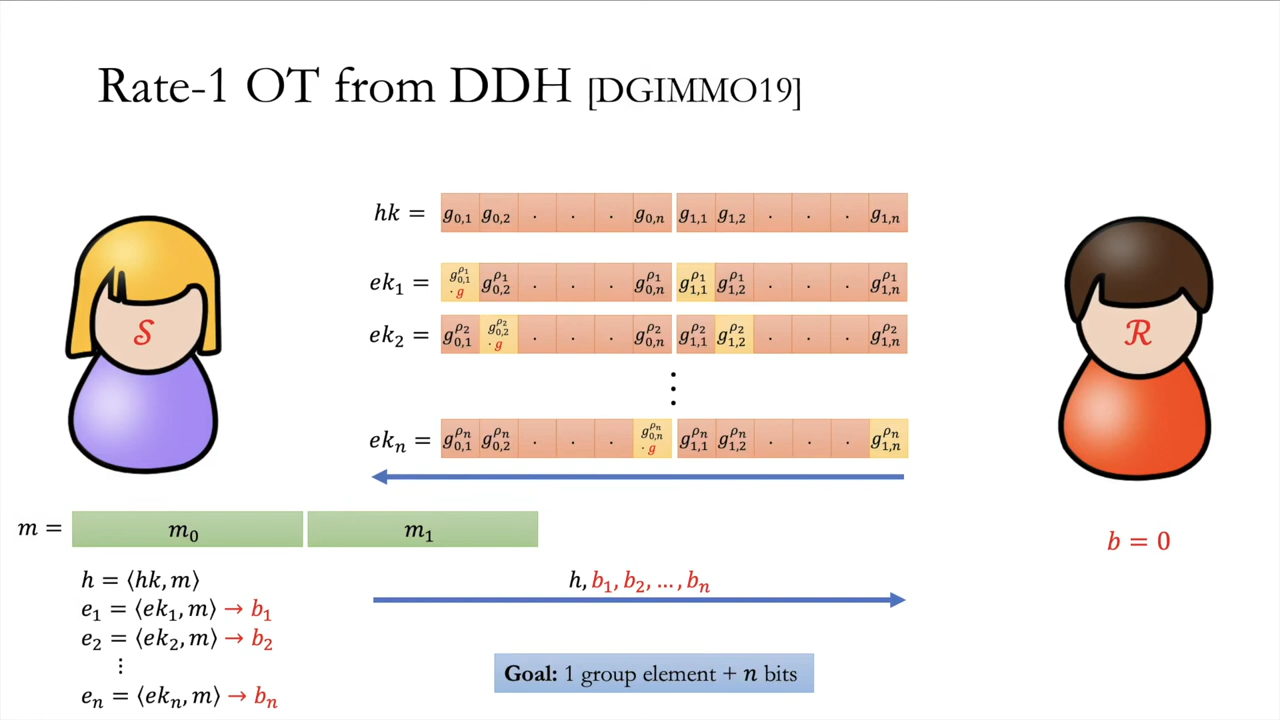 Rate-1 OT from DDH [DGIMMO19]
hk = g₀,₁ g₀,₂ . . . g₀,ₙ g₁,₁ g₁,₂ . . . g₁,ₙ
ek₁ = g₀,₁^ρ₁ · g g₀,₂^ρ₁ . . . g₀,ₙ^ρ₁ g₁,₁^ρ₁ g₁,₂^ρ₁ . . . g₁,ₙ^ρ₁
ek₂ = g₀,₁^ρ₂ g₀,₂^ρ₂ · g . . . g₀,ₙ^ρ₂ g₁,₁^ρ₂ g₁,₂^ρ₂ . . . g₁,ₙ^ρ₂
⋮
ekₙ = g₀,₁^ρₙ g₀,₂^ρₙ . . . g₀,ₙ^ρₙ · g g₁,₁^ρₙ g₁,₂^ρₙ . . . g₁,ₙ^ρₙ
𝒮
ℛ
m = m₀ m₁
b = 0
h = ⟨hk, m⟩
e₁ = ⟨ek₁, m⟩ → b₁
e₂ = ⟨ek₂, m⟩ → b₂
⋮
eₙ = ⟨ekₙ, m⟩ → bₙ
h, b₁, b₂, …, bₙ
Goal: 1 group element + n bits